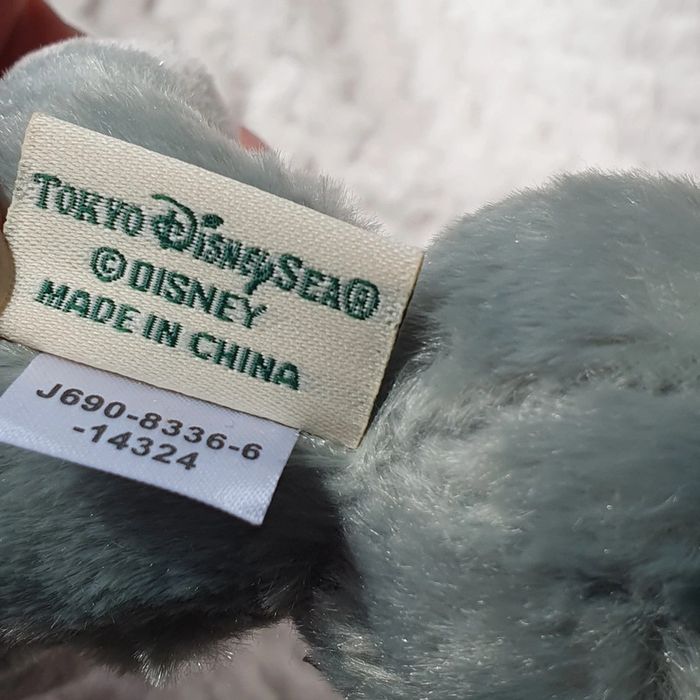 TOKYO DISNEYSEA®
©DISNEY
MADE IN CHINA
J690-8336-6
-14324